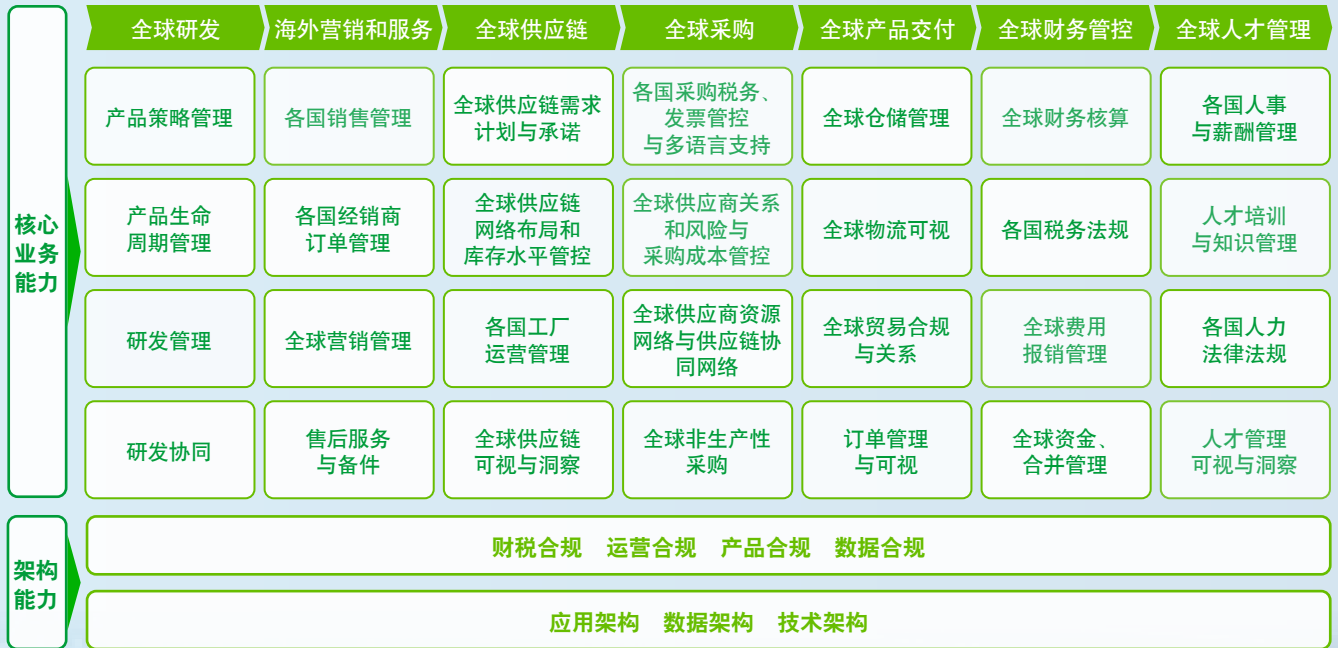 全球研发
海外营销和服务
全球供应链
全球采购
全球产品交付
全球财务管控
全球人才管理
核心
业务
能力
产品策略管理
各国销售管理
全球供应链需求
计划与承诺
各国采购税务、
发票管控
与多语言支持
全球仓储管理
全球财务核算
各国人事
与薪酬管理
产品生命
周期管理
各国经销商
订单管理
全球供应链
网络布局和
库存水平管控
全球供应商关系
和风险与
采购成本管控
全球物流可视
各国税务法规
人才培训
与知识管理
研发管理
全球营销管理
各国工厂
运营管理
全球供应商资源
网络与供应链协
同网络
全球贸易合规
与关系
全球费用
报销管理
各国人力
法律法规
研发协同
售后服务
与备件
全球供应链
可视与洞察
全球非生产性
采购
订单管理
与可视
全球资金、
合并管理
人才管理
可视与洞察
架构
能力
财税合规 运营合规 产品合规 数据合规
应用架构 数据架构 技术架构